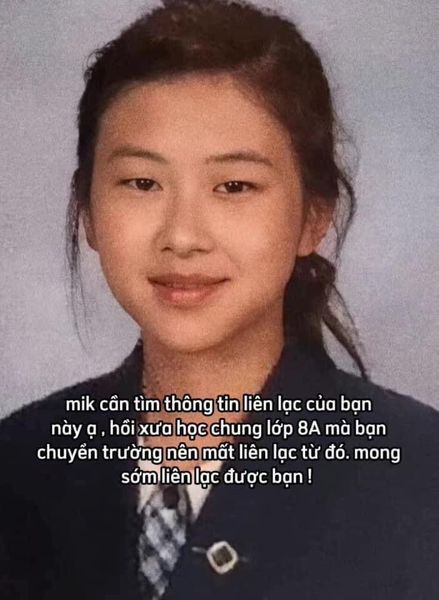 mik cần tìm thông tin liên lạc của bạn
này ạ , hồi xưa học chung lớp 8A mà bạn
chuyển trường nên mất liên lạc từ đó. mong
sớm liên lạc được bạn !